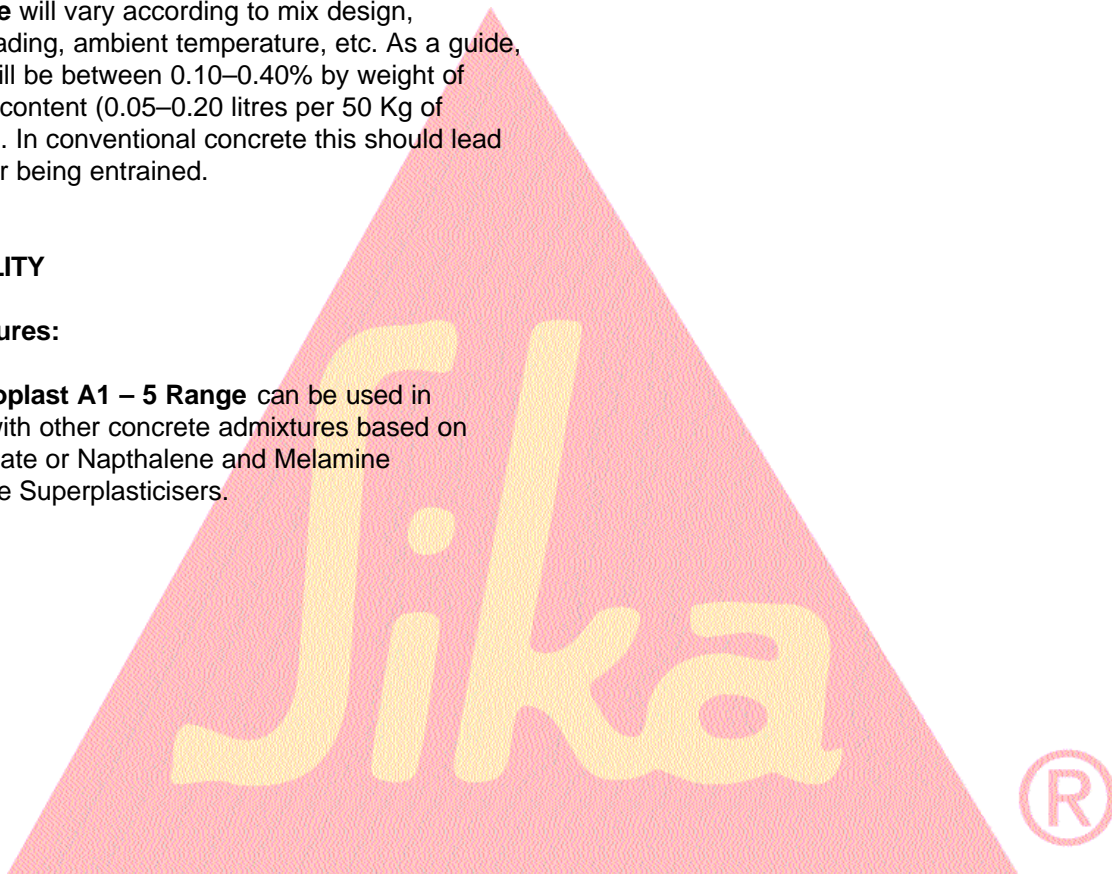 e will vary according to mix design,
ading, ambient temperature, etc. As a guide,
ill be between 0.10–0.40% by weight of
content (0.05–0.20 litres per 50 Kg of
. In conventional concrete this should lead
r being entrained.
LITY
ures:
oplast A1 – 5 Range can be used in
with other concrete admixtures based on
ate or Napthalene and Melamine
e Superplasticisers.
Sika
®